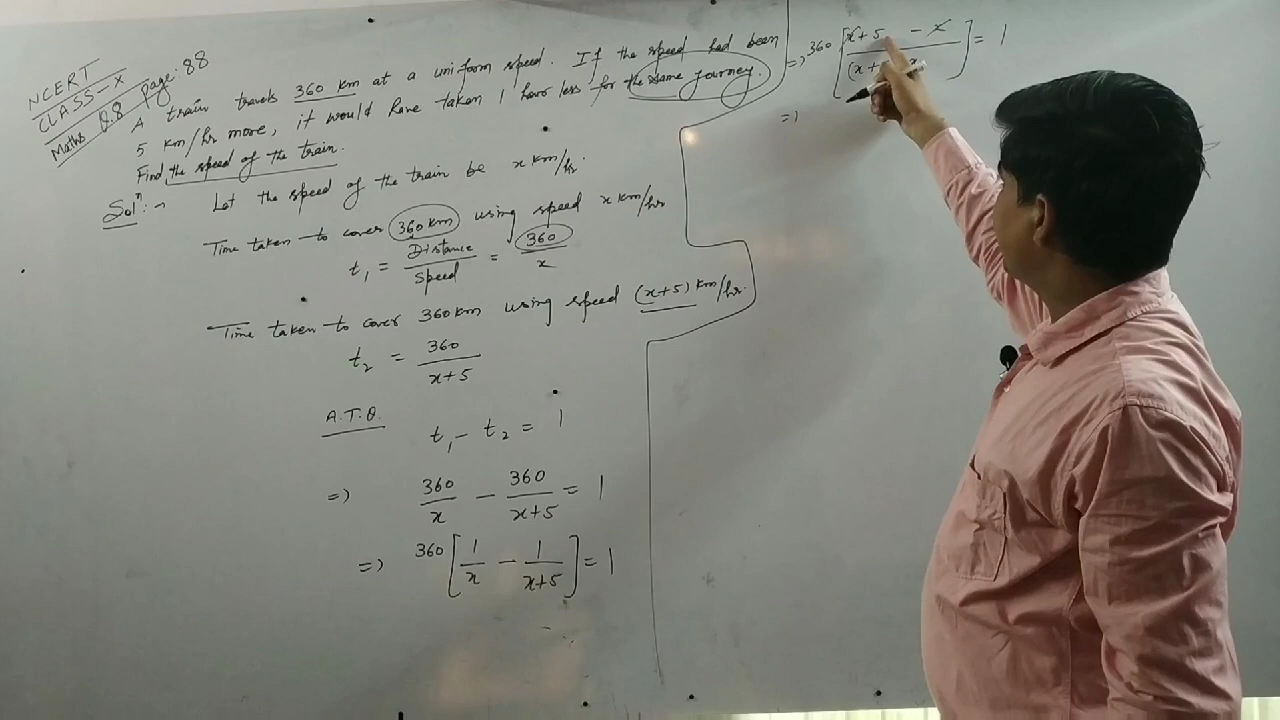 NCERT
CLASS-X
Maths Q.8 page: 88
A train travels 360 km at a uniform speed. If the speed had been
5 km/hr more, it would have taken 1 hour less for the same journey.
Find the speed of the train.
Solⁿ :→ Let the speed of the train be x km/hr
Time taken to cover 360 km using speed x km/hr
t₁ = Distance/Speed = 360/x
Time taken to cover 360 km using speed (x+5) km/hr.
t₂ = 360/x+5
A.T.Q.
t₁ - t₂ = 1
=> 360/x - 360/x+5 = 1
=> 360 [1/x - 1/x+5] = 1
=> 360 [x+5 - x/(x+ x] = 1
=>